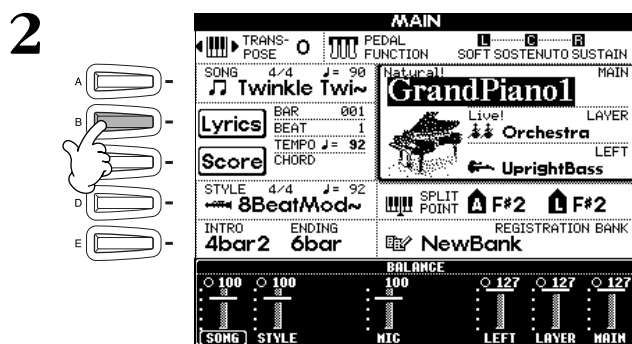 2
MAIN
TRANS-POSE 0
PEDAL FUNCTION
L C R
SOFT SOSTENUTO SUSTAIN
A
B
D
E
SONG 4/4 ♩= 90
Twinkle Twi~
Lyrics
BAR 001
BEAT 1
TEMPO ♩= 92
Score
CHORD
STYLE 4/4 ♩= 92
8BeatMod~
INTRO ENDING
4bar2 6bar
Natural! MAIN
GrandPiano1
Live! LAYER
Orchestra
LEFT
UprightBass
SPLIT POINT A F#2 L F#2
REGISTRATION BANK
NewBank
BALANCE
100 100 100 127 127 127
SONG STYLE MIC LEFT LAYER MAIN